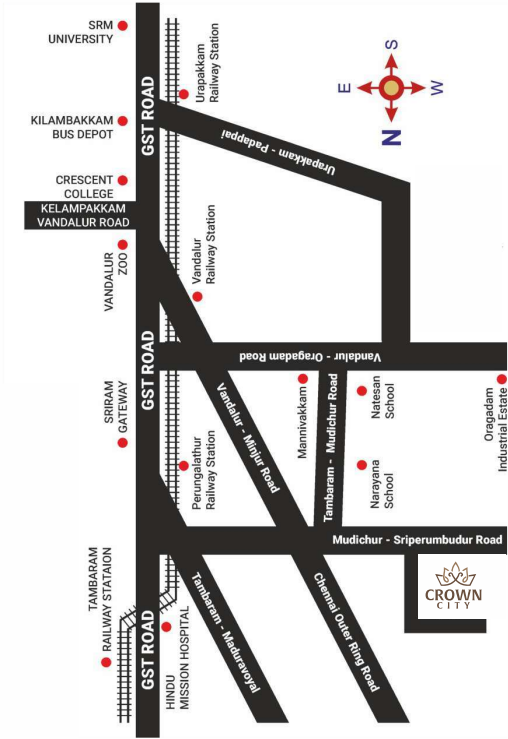 SRM
UNIVERSITY
Urapakkam
Railway Station
GST ROAD
KILAMBAKKAM
BUS DEPOT
Urapakkam - Padappai
E
S
N
W
CRESCENT
COLLEGE
KELAMPAKKAM
VANDALUR ROAD
VANDALUR
ZOO
Vandalur
Railway Station
GST ROAD
Vandalur - Oragadam Road
SRIRAM
GATEWAY
Vandalur - Minjur Road
Mannivakkam
Tambaram - Mudichur Road
Natesan
School
Oragadam
Industrial Estate
Perungalathur
Railway Station
Narayana
School
Mudichur - Sriperumbudur Road
TAMBARAM
RAILWAY STATAION
GST ROAD
HINDU
MISSION HOSPITAL
Tambaram - Maduravoyal
Chennai Outer Ring Road
CROWN
CITY